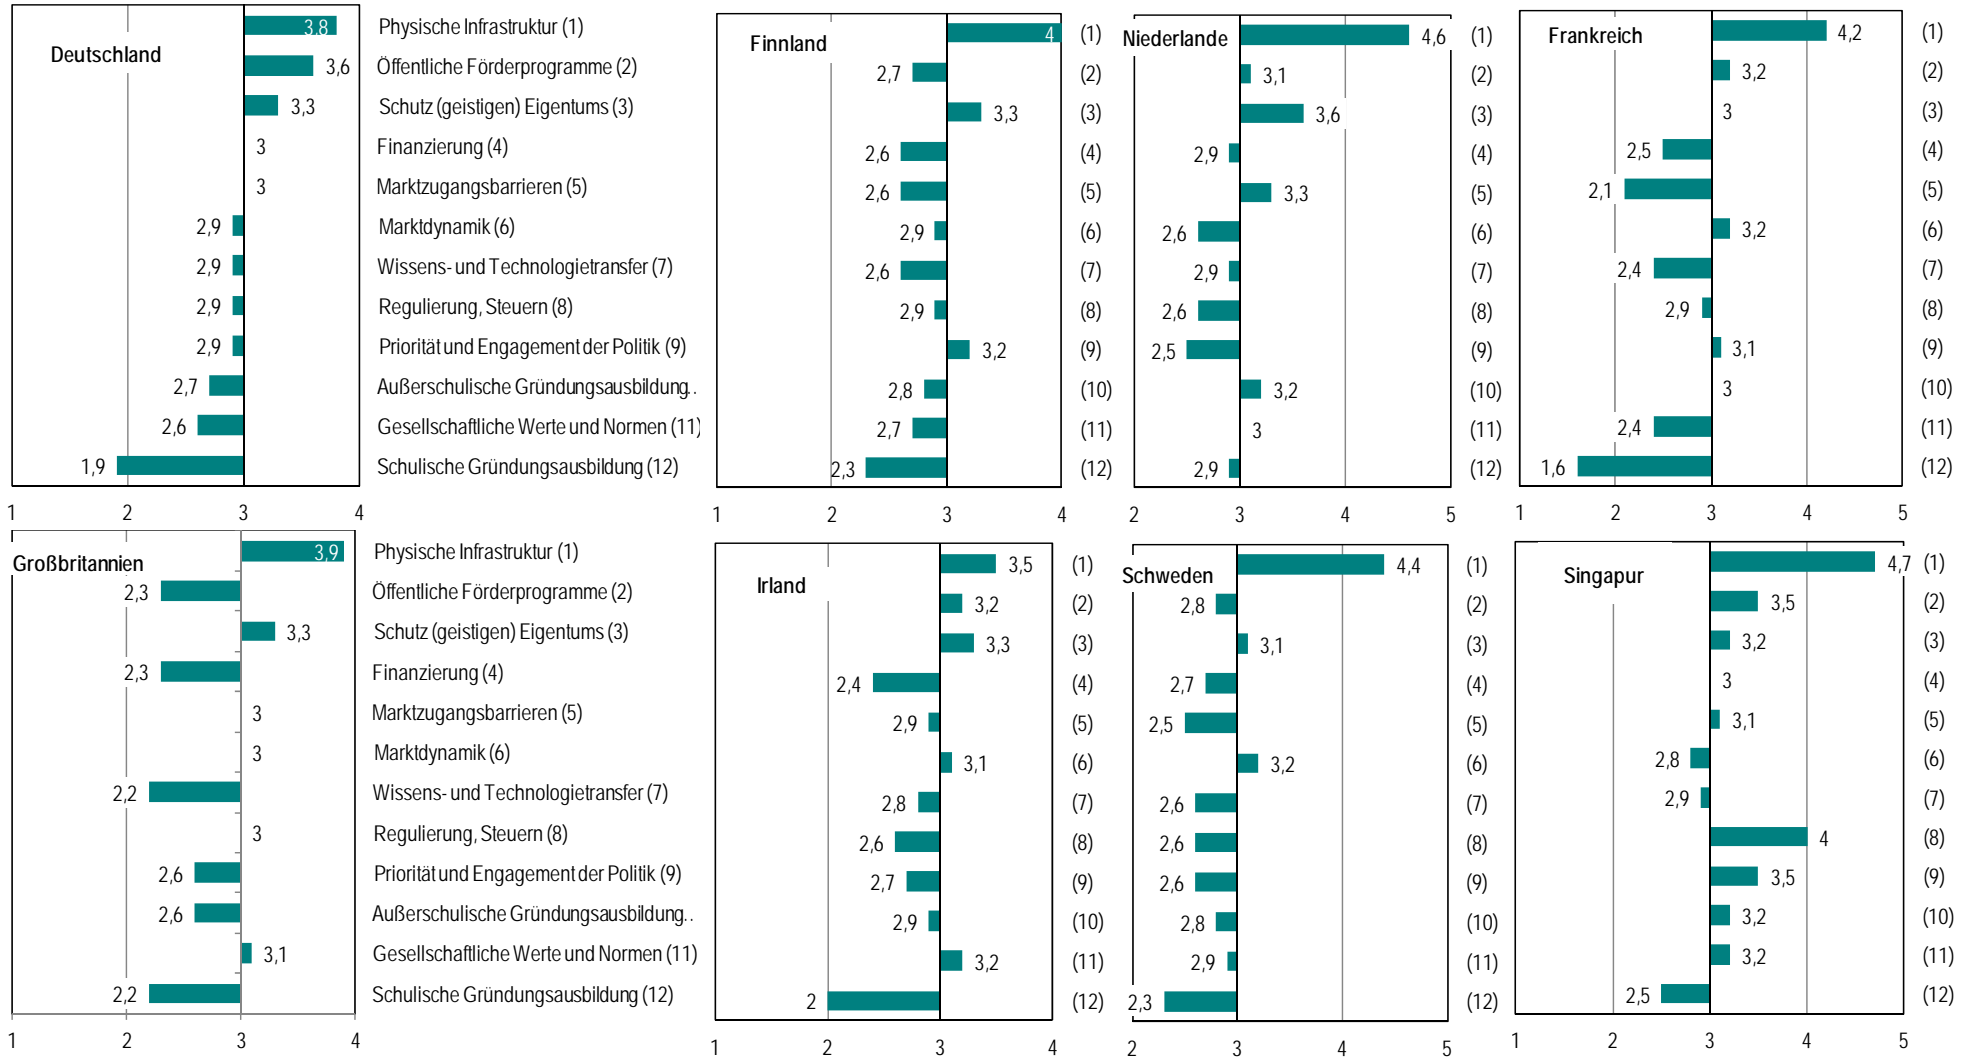 Deutschland
3,8 Physische Infrastruktur (1)
3,6 Öffentliche Förderprogramme (2)
3,3 Schutz (geistigen) Eigentums (3)
3 Finanzierung (4)
3 Marktzugangsbarrieren (5)
2,9 Marktdynamik (6)
2,9 Wissens- und Technologietransfer (7)
2,9 Regulierung, Steuern (8)
2,9 Priorität und Engagement der Politik (9)
2,7 Außerschulische Gründungsausbildung..
2,6 Gesellschaftliche Werte und Normen (11)
1,9 Schulische Gründungsausbildung (12)
1 2 3 4
Finnland
4 (1)
2,7 (2)
3,3 (3)
2,6 (4)
2,6 (5)
2,9 (6)
2,6 (7)
2,9 (8)
3,2 (9)
2,8 (10)
2,7 (11)
2,3 (12)
1 2 3 4
Niederlande
4,6 (1)
3,1 (2)
3,6 (3)
2,9 (4)
3,3 (5)
2,6 (6)
2,9 (7)
2,6 (8)
2,5 (9)
3,2 (10)
3 (11)
2,9 (12)
2 3 4 5
Frankreich
4,2 (1)
3,2 (2)
3 (3)
2,5 (4)
2,1 (5)
3,2 (6)
2,4 (7)
2,9 (8)
3,1 (9)
3 (10)
2,4 (11)
1,6 (12)
1 2 3 4 5
Großbritannien
3,9 Physische Infrastruktur (1)
2,3 Öffentliche Förderprogramme (2)
3,3 Schutz (geistigen) Eigentums (3)
2,3 Finanzierung (4)
3 Marktzugangsbarrieren (5)
3 Marktdynamik (6)
2,2 Wissens- und Technologietransfer (7)
3 Regulierung, Steuern (8)
2,6 Priorität und Engagement der Politik (9)
2,6 Außerschulische Gründungsausbildung..
3,1 Gesellschaftliche Werte und Normen (11)
2,2 Schulische Gründungsausbildung (12)
1 2 3 4
Irland
3,5 (1)
3,2 (2)
3,3 (3)
2,4 (4)
2,9 (5)
3,1 (6)
2,8 (7)
2,6 (8)
2,7 (9)
2,9 (10)
3,2 (11)
2 (12)
1 2 3 4
Schweden
4,4 (1)
2,8 (2)
3,1 (3)
2,7 (4)
2,5 (5)
3,2 (6)
2,6 (7)
2,6 (8)
2,6 (9)
2,8 (10)
2,9 (11)
2,3 (12)
2 3 4 5
Singapur
4,7 (1)
3,5 (2)
3,2 (3)
3 (4)
3,1 (5)
2,8 (6)
2,9 (7)
4 (8)
3,5 (9)
3,2 (10)
3,2 (11)
2,5 (12)
1 2 3 4 5